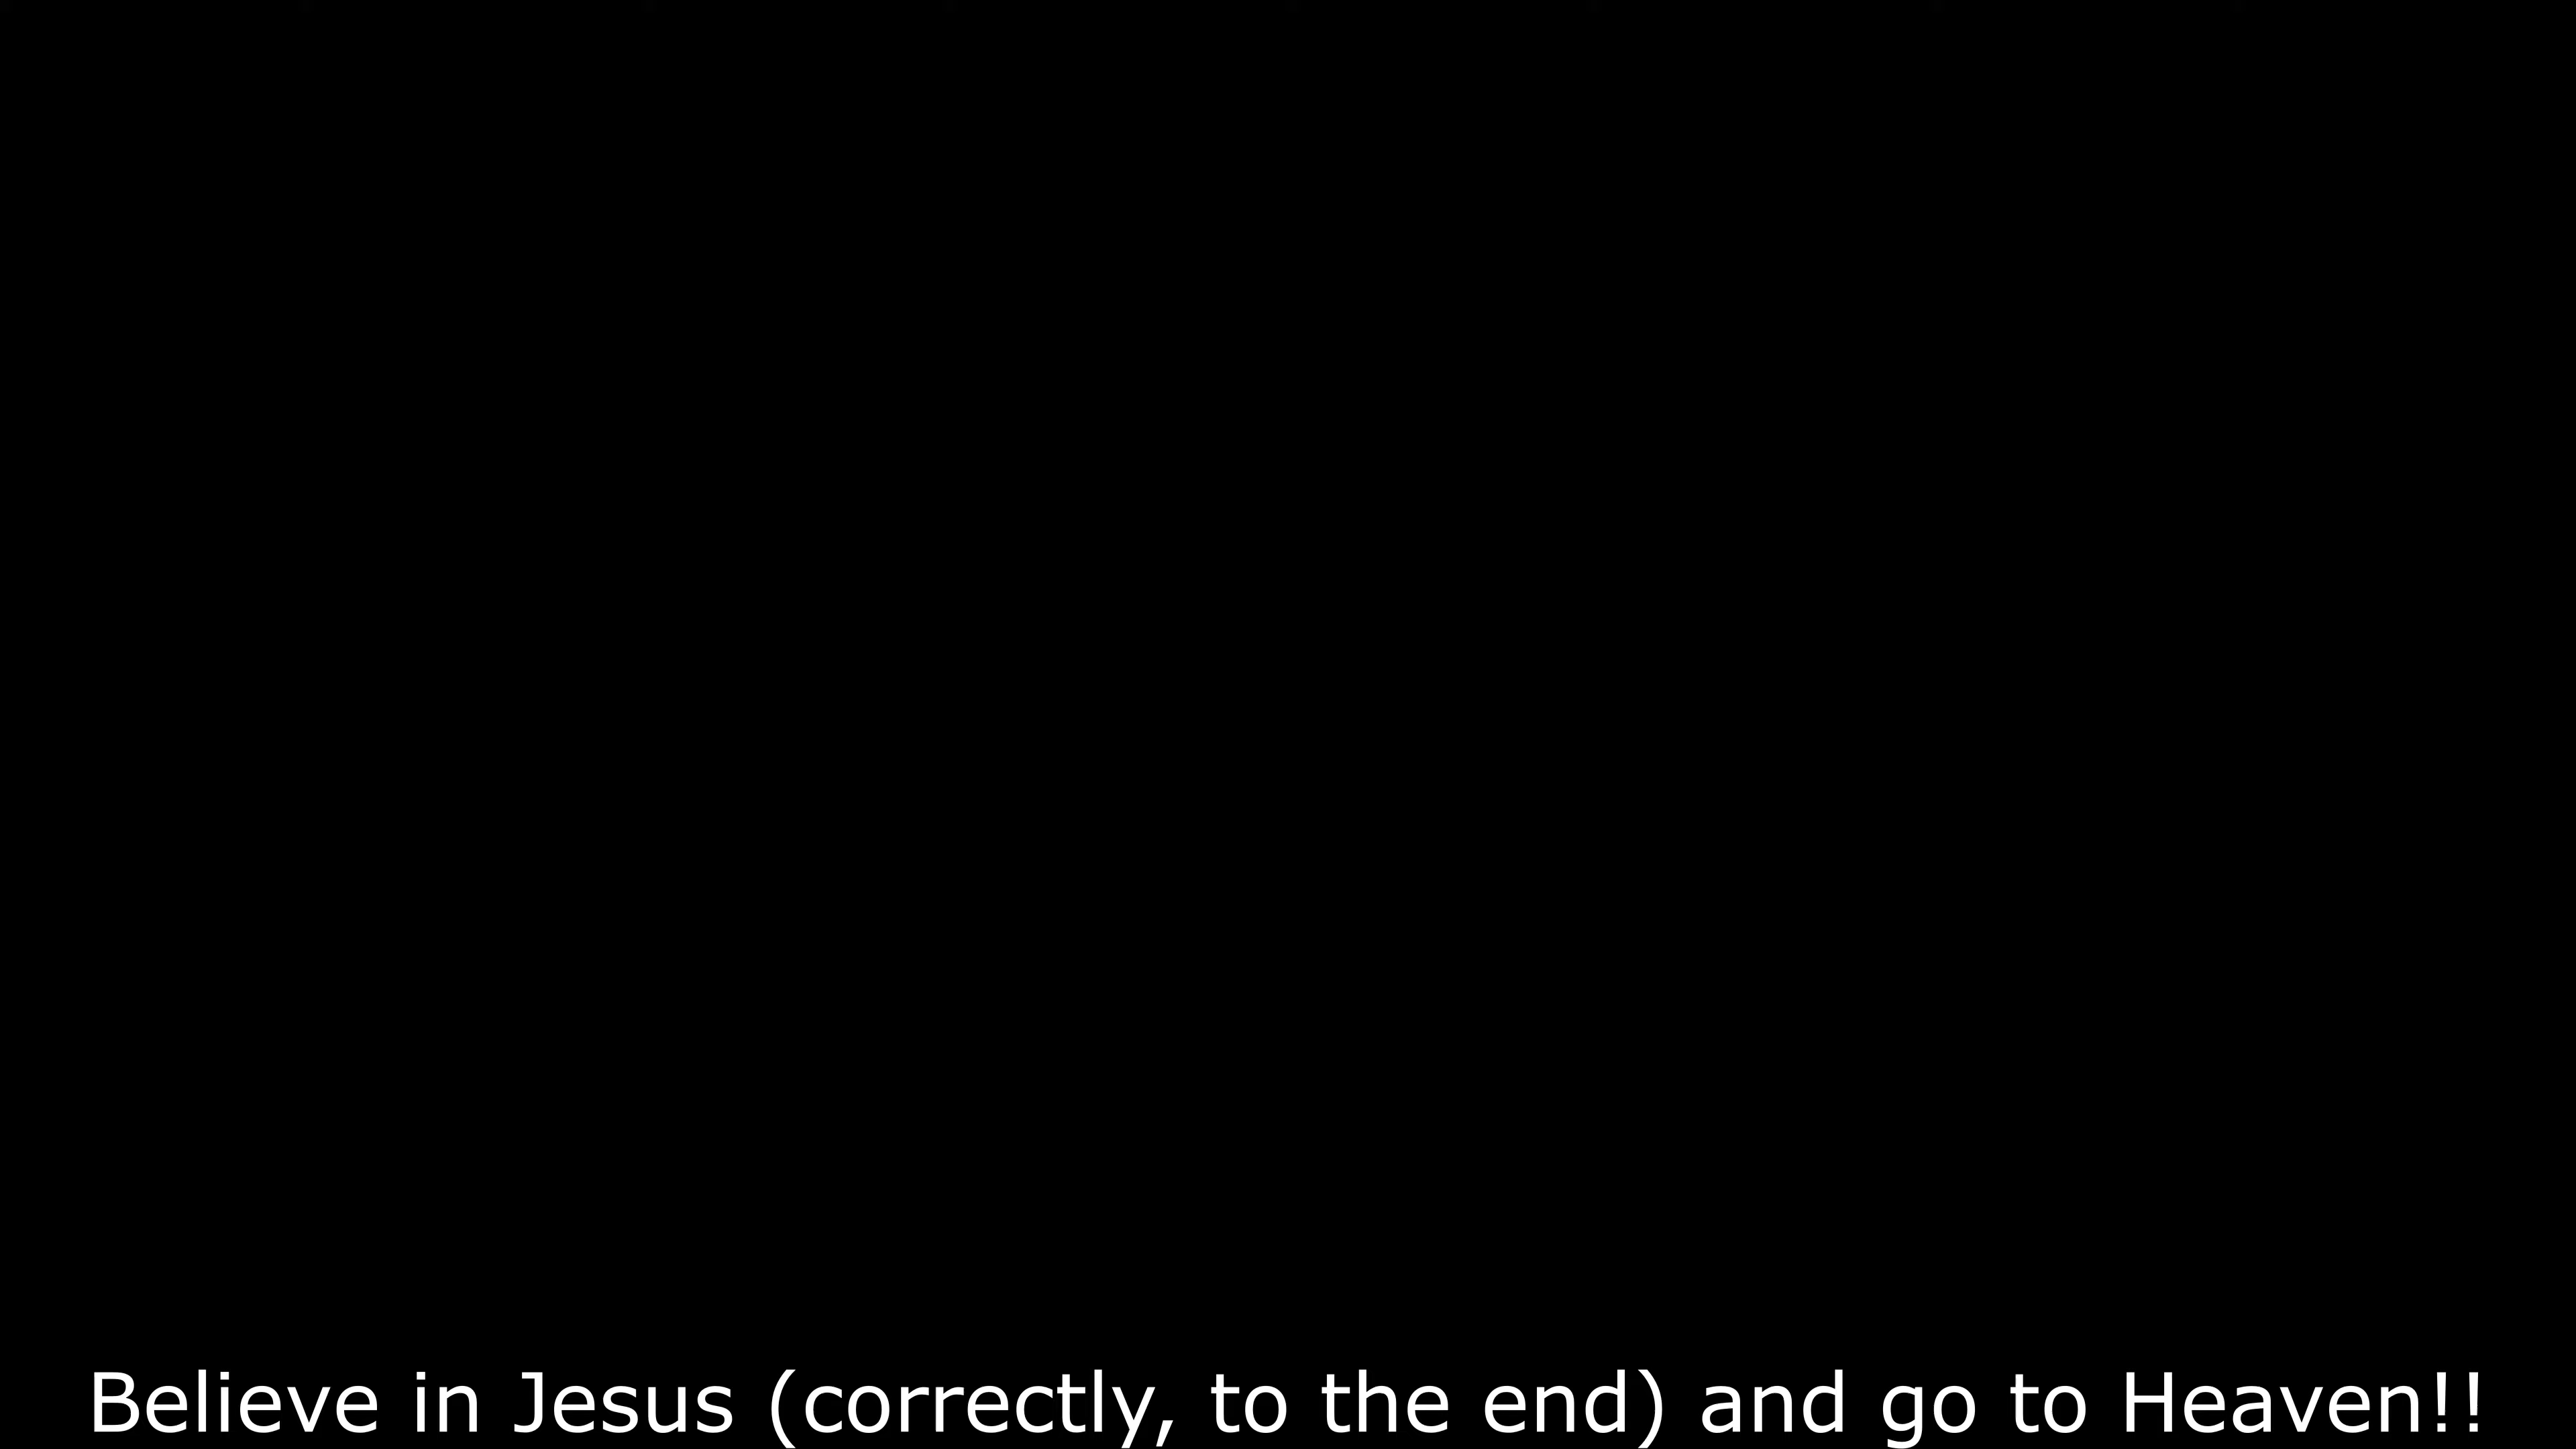 Believe in Jesus (correctly, to the end) and go to Heaven!!